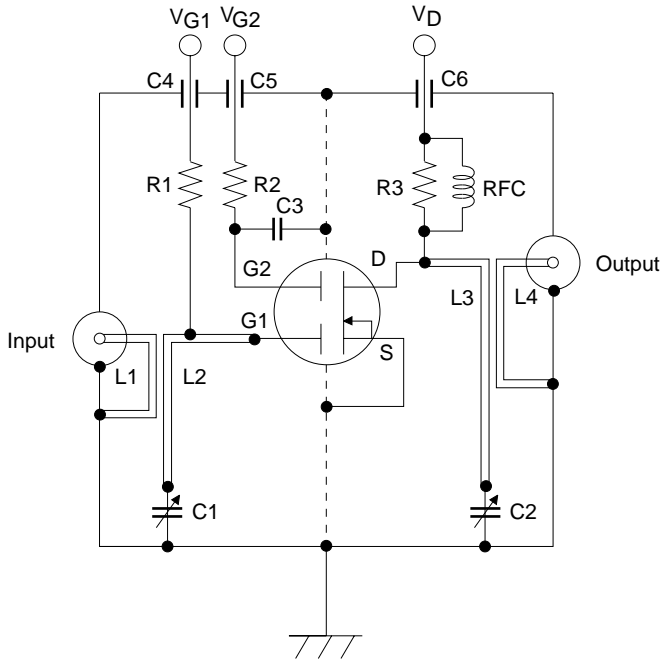 VG1 VG2 VD
C4 C5 C6
R1 R2 C3 R3 RFC
G2 D
Output
L3 L4
G1
Input S
L1 L2
C1 C2